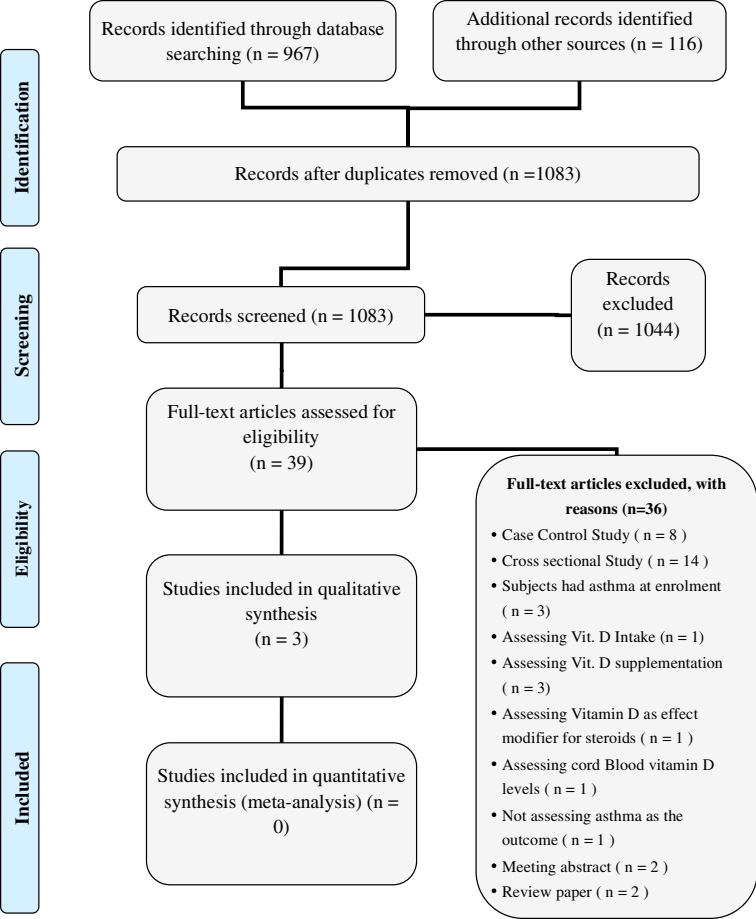 Records identified through database
searching (n = 967)
Additional records identified
through other sources (n = 116)
Identification
Records after duplicates removed (n =1083)
Screening
Records screened (n = 1083)
Records
excluded
(n = 1044)
Full-text articles assessed for
eligibility
(n = 39)
Eligibility
Full-text articles excluded, with
reasons (n=36)
• Case Control Study ( n = 8 )
• Cross sectional Study ( n = 14 )
• Subjects had asthma at enrolment
( n = 3)
• Assessing Vit. D Intake (n = 1)
• Assessing Vit. D supplementation
( n = 3)
• Assessing Vitamin D as effect
modifier for steroids ( n = 1 )
• Assessing cord Blood vitamin D
levels ( n = 1 )
• Not assessing asthma as the
outcome ( n = 1 )
• Meeting abstract ( n = 2 )
• Review paper ( n = 2 )
Studies included in qualitative
synthesis
(n = 3)
Included
Studies included in quantitative
synthesis (meta-analysis) (n =
0)